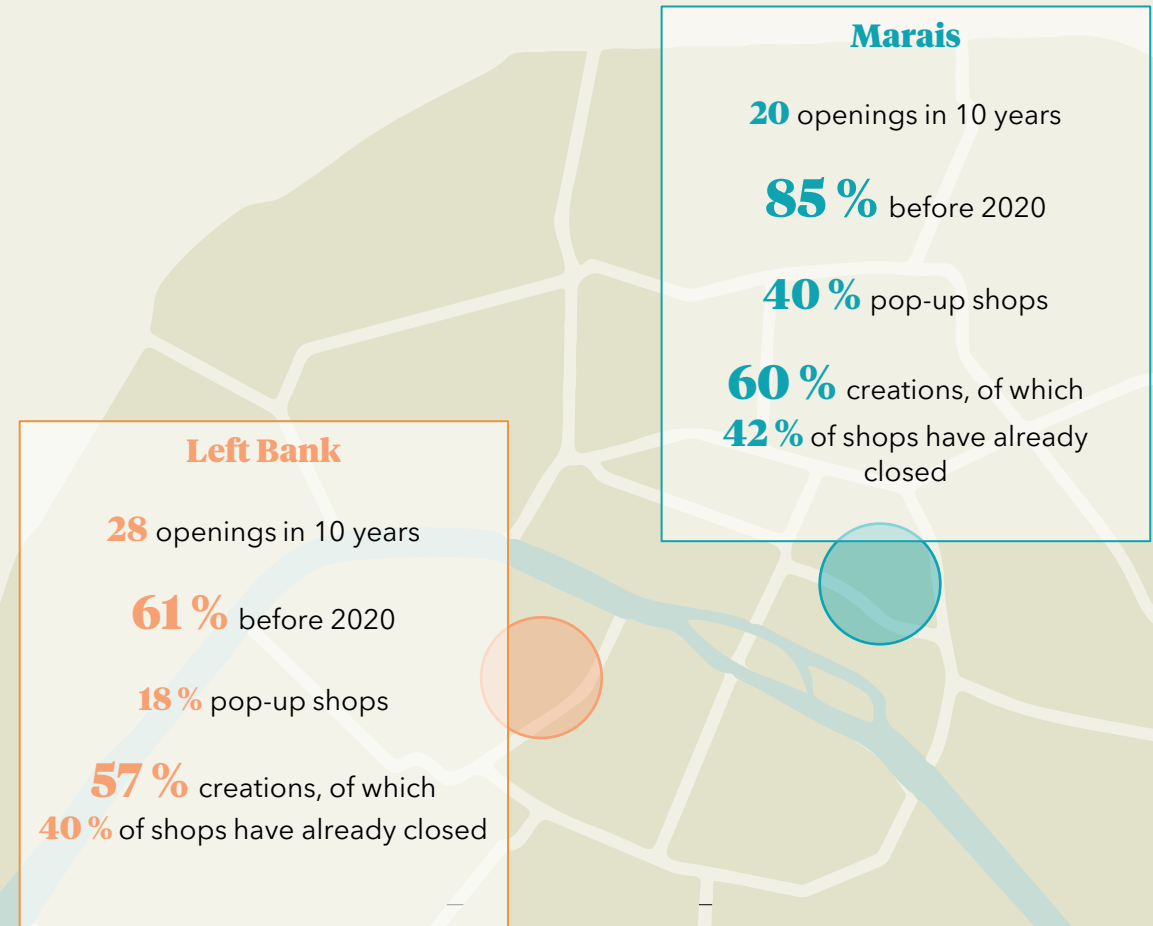 Marais
20 openings in 10 years
85 % before 2020
40 % pop-up shops
60 % creations, of which
42 % of shops have already
closed
Left Bank
28 openings in 10 years
61 % before 2020
18 % pop-up shops
57 % creations, of which
40 % of shops have already closed